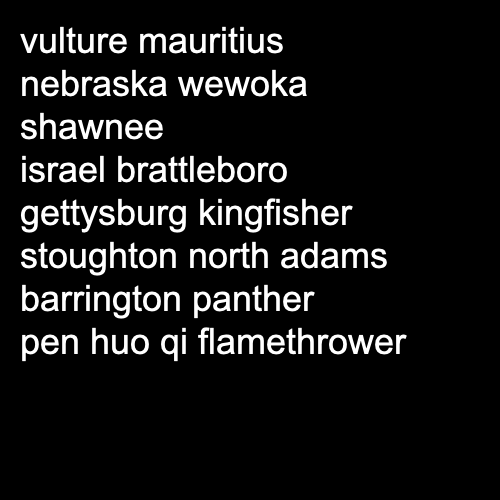 vulture mauritius
nebraska wewoka
shawnee
israel brattleboro
gettysburg kingfisher
stoughton north adams
barrington panther
pen huo qi flamethrower